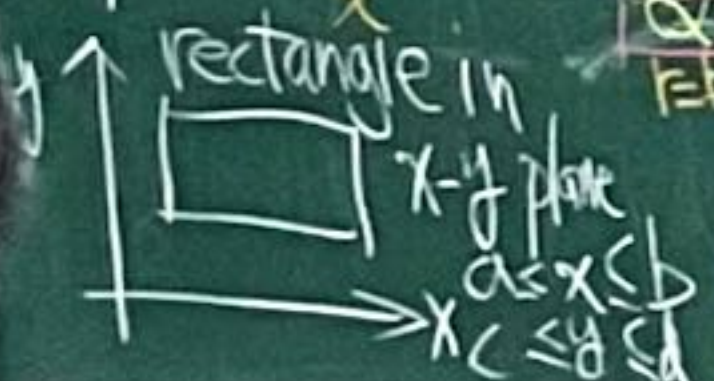 y
rectangle in
x-y plane
a ≤ x ≤ b
x
c ≤ y ≤ d